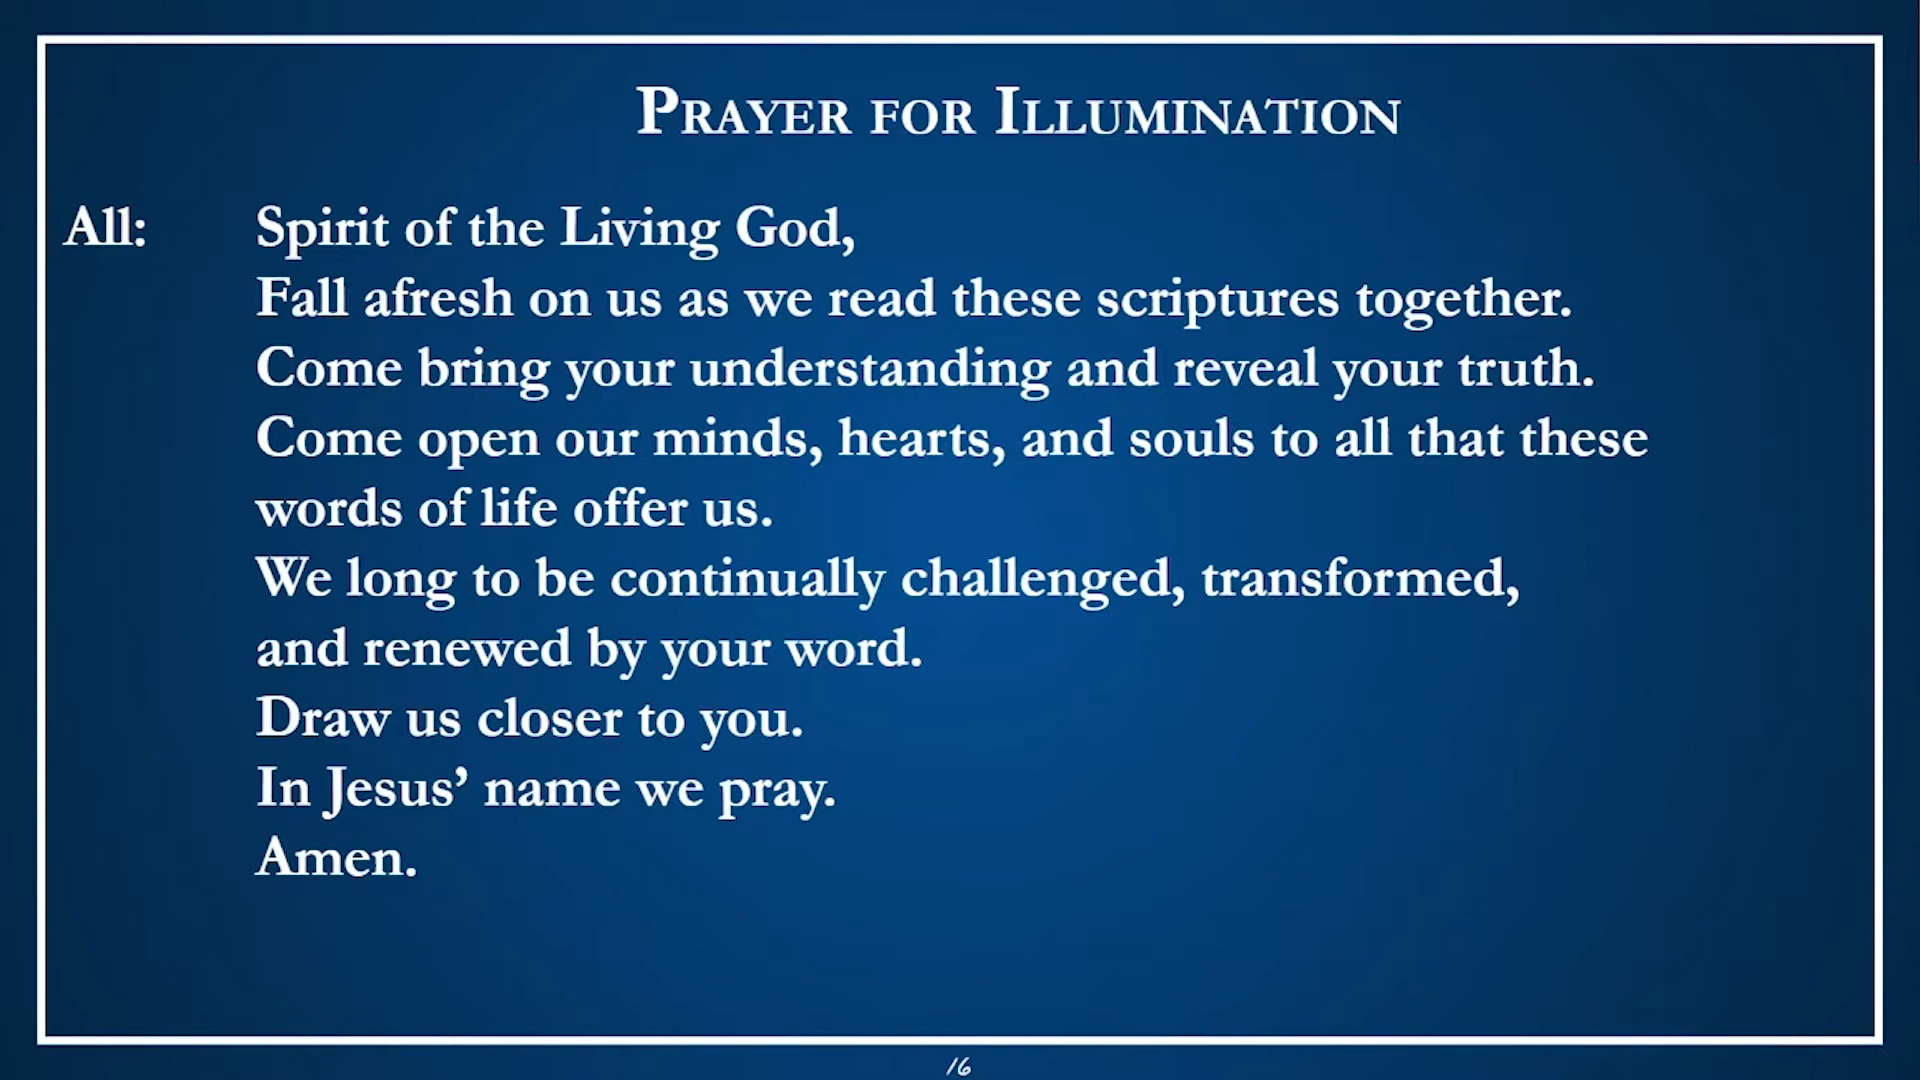 Prayer for Illumination
All: Spirit of the Living God,
Fall afresh on us as we read these scriptures together.
Come bring your understanding and reveal your truth.
Come open our minds, hearts, and souls to all that these
words of life offer us.
We long to be continually challenged, transformed,
and renewed by your word.
Draw us closer to you.
In Jesus’ name we pray.
Amen.
16